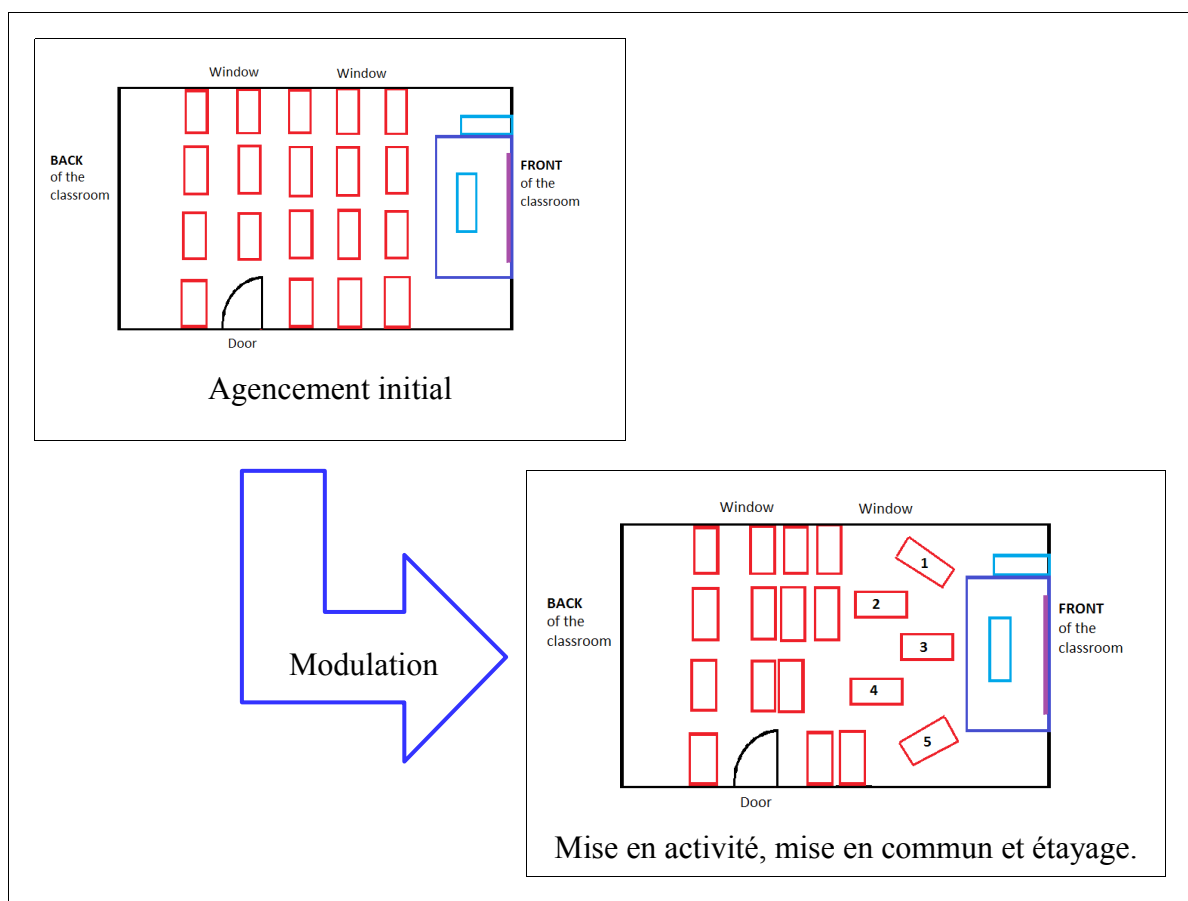 Window Window
BACK
of the
classroom
FRONT
of the
classroom
Door
Agencement initial
Modulation
Window Window
1
2
BACK
of the
classroom
3
FRONT
of the
classroom
4
5
Door
Mise en activité, mise en commun et étayage.